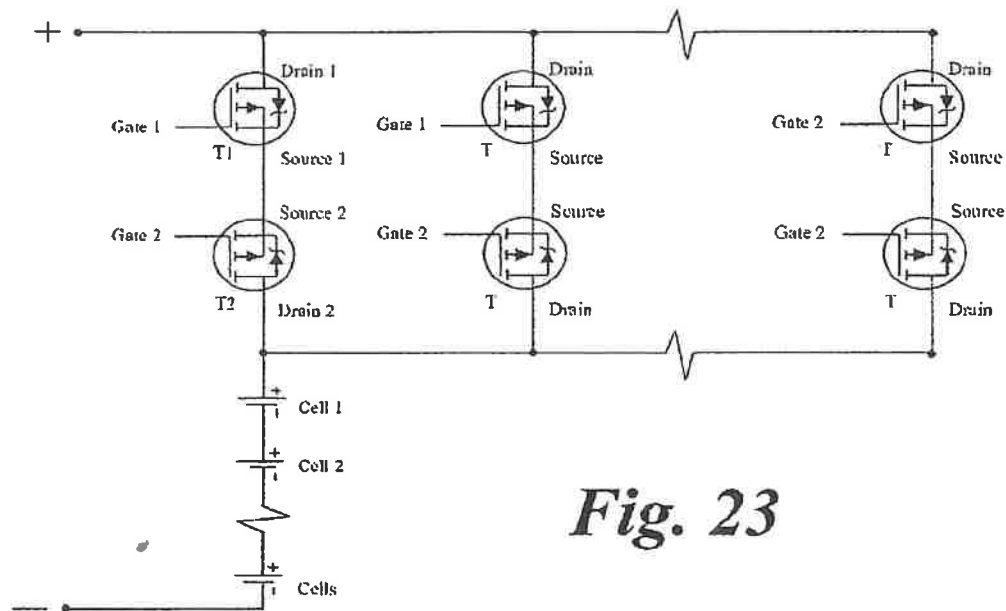 +
Drain 1
Drain
Drain
Gate 1
Gate 1
Gate 2
T1
T
T
Source 1
Source
Source
Source 2
Source
Source
Gate 2
Gate 2
Gate 2
T2
T
T
Drain 2
Drain
Drain
+
Cell 1
+
Cell 2
+
Cells
Fig. 23
—